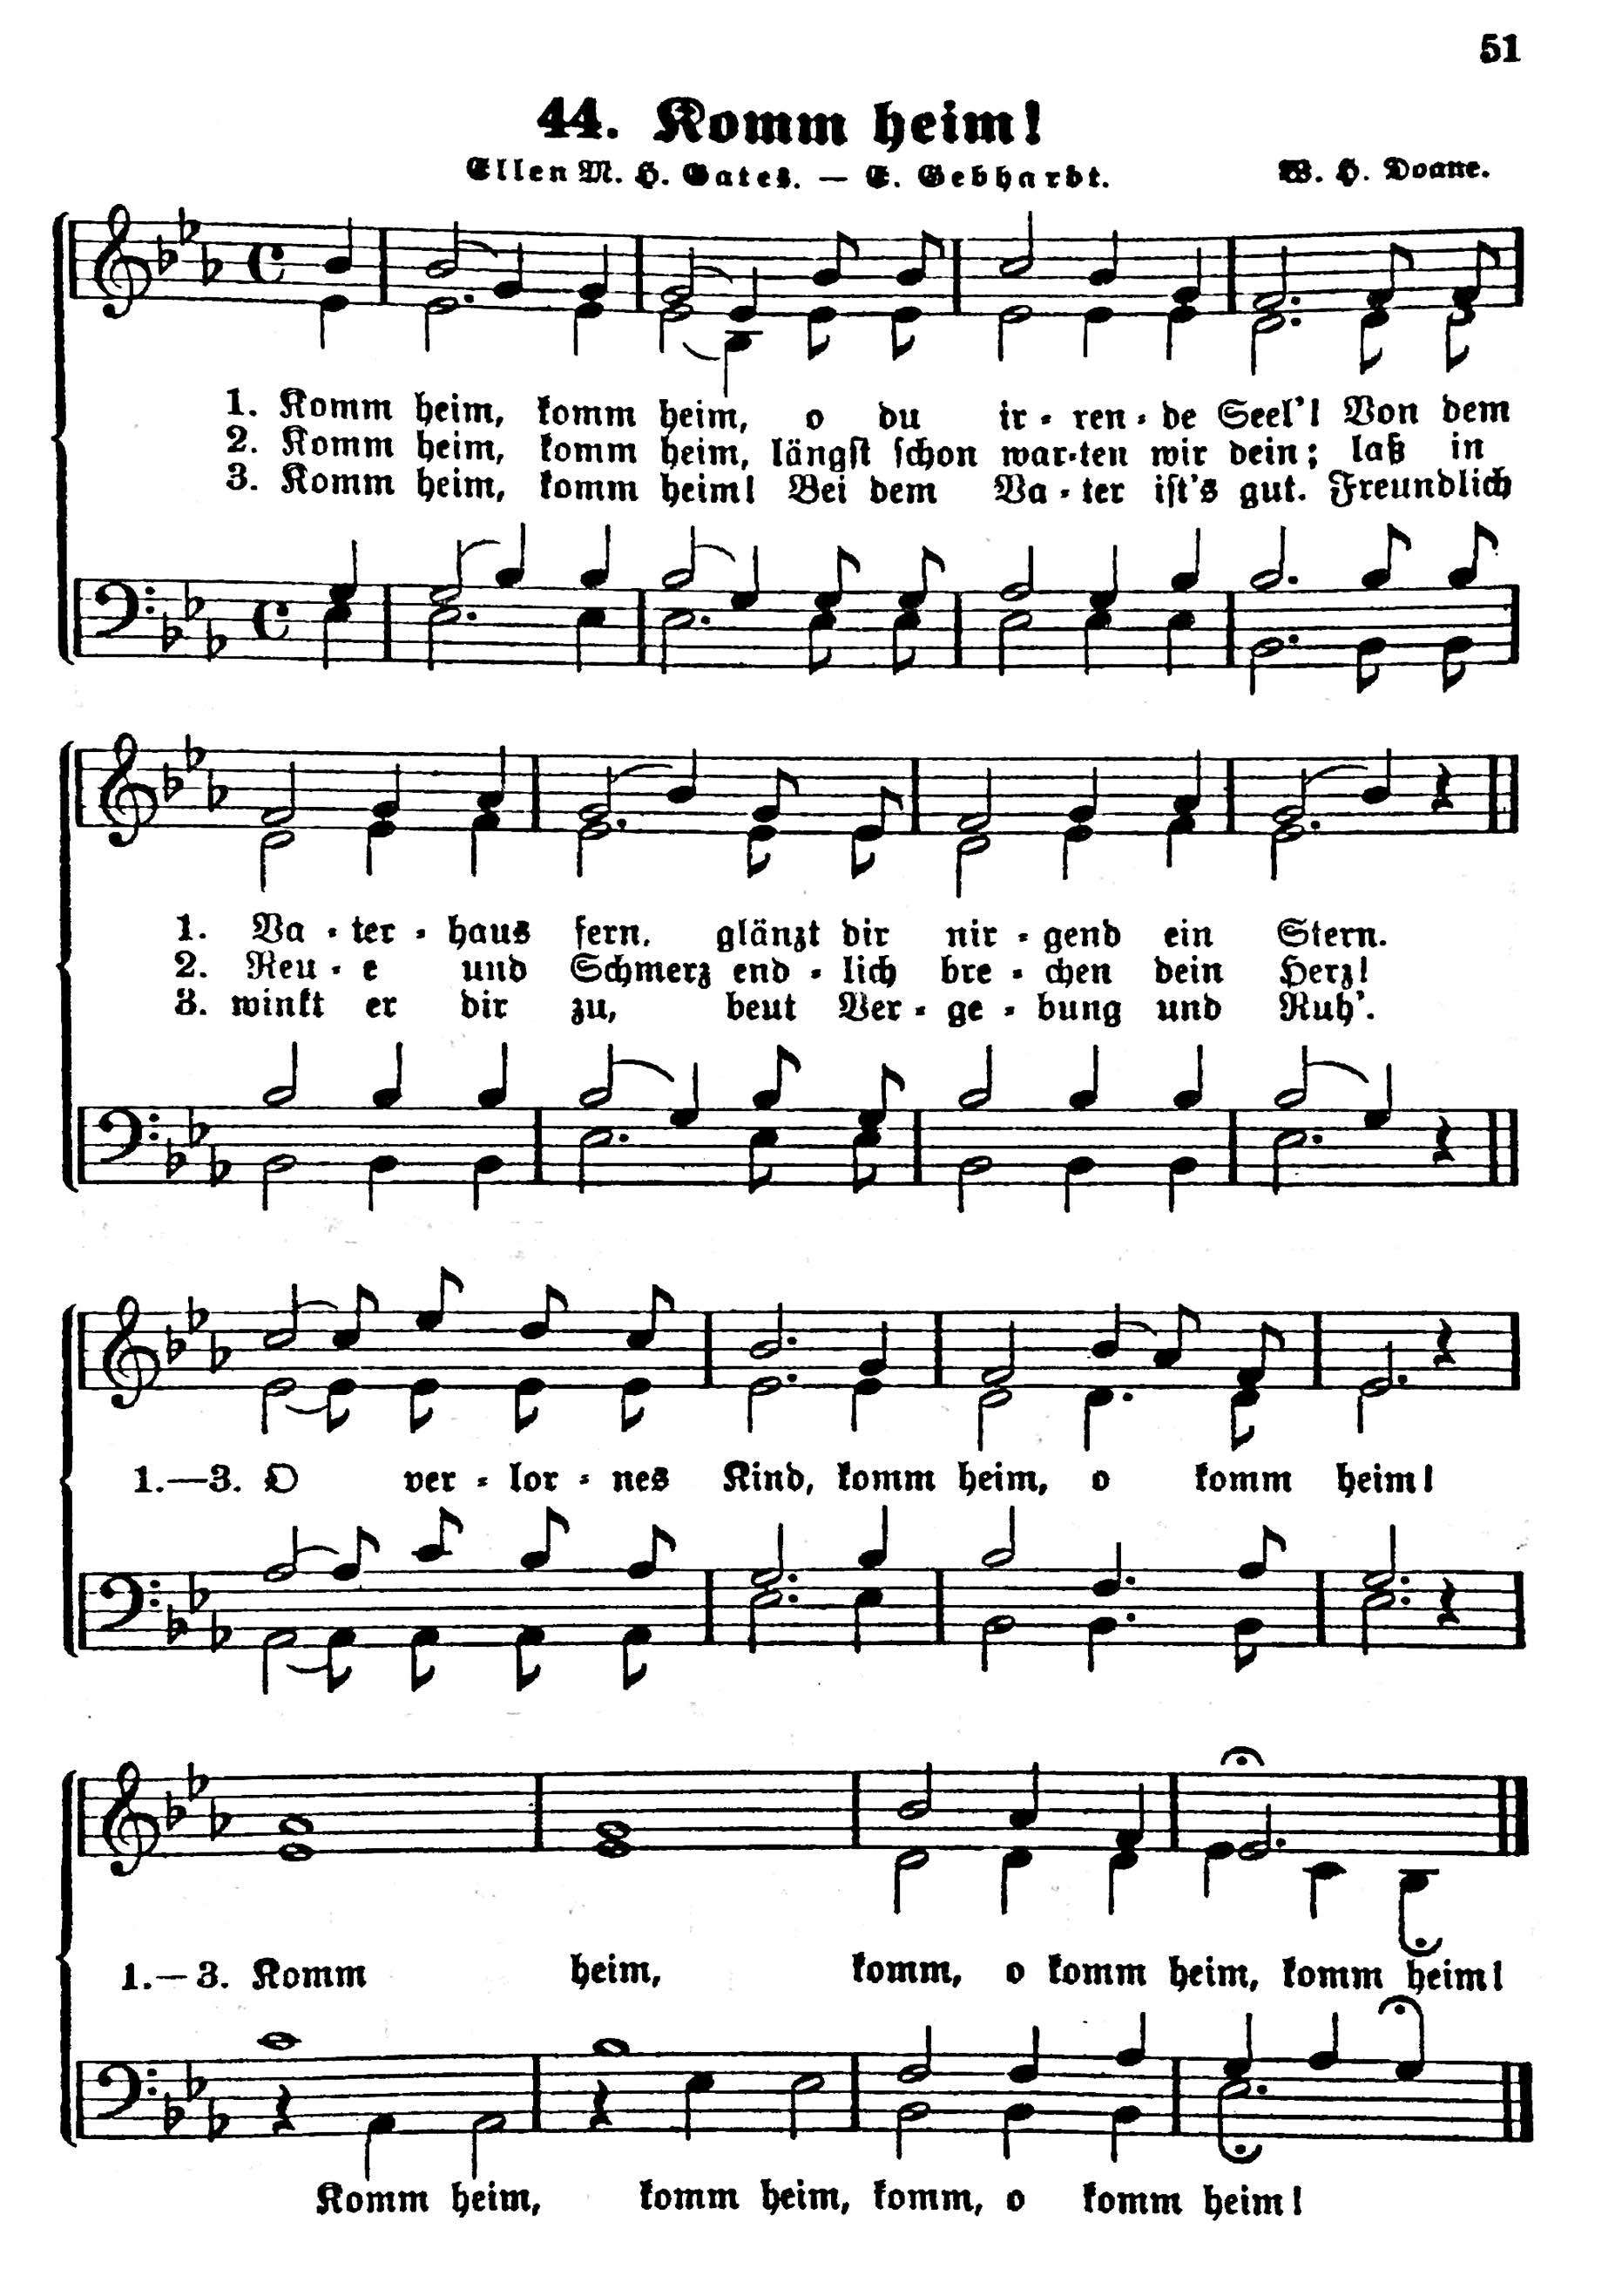 51
44. Komm heim!
Ellen M. H. Gates. — E. Gebhardt. W. H. Doane.
1. Komm heim, komm heim, o du ir-ren-de Seel'! Von dem
2. Komm heim, komm heim, längst schon war-ten wir dein; laß in
3. Komm heim, komm heim! Bei dem Va-ter ist's gut. Freundlich
1. Va-ter-haus fern, glänzt dir nir-gend ein Stern.
2. Reu-e und Schmerz end-lich bre-chen dein Herz!
3. winkt er dir zu, beut Ver-ge-bung und Ruh'.
1.—3. O ver-lor-nes Kind, komm heim, o komm heim!
1.—3. Komm heim, komm, o komm heim, komm heim!
Komm heim, komm heim, komm, o komm heim!